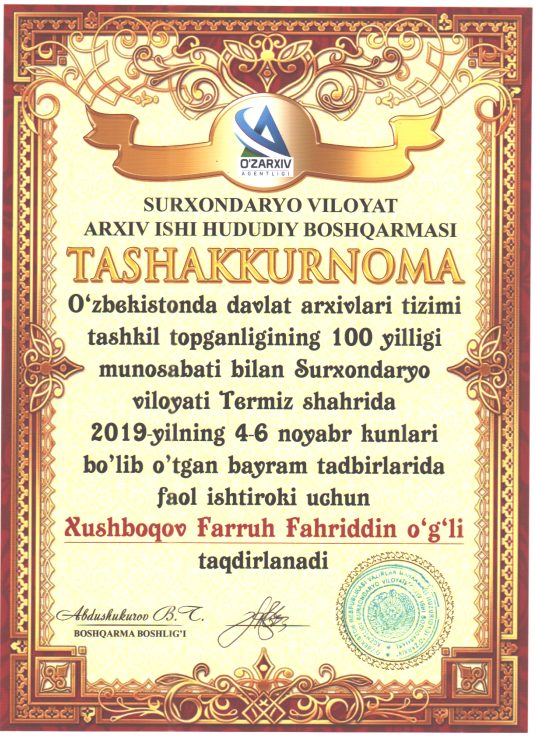 O'ZARXIV
AGENTLIGI
SURXONDARYO VILOYAT
ARXIV ISHI HUDUDIY BOSHQARMASI
TASHAKKURNOMA
O‘zbekistonda davlat arxivlari tizimi
tashkil topganligining 100 yilligi
munosabati bilan Surxondaryo
viloyati Termiz shahrida
2019-yilning 4-6 noyabr kunlari
bo’lib o’tgan bayram tadbirlarida
faol ishtiroki uchun
Xushboqov Farruh Fahriddin o‘g‘li
taqdirlanadi
Abdushukurov B.T.
BOSHQARMA BOSHLIG'I